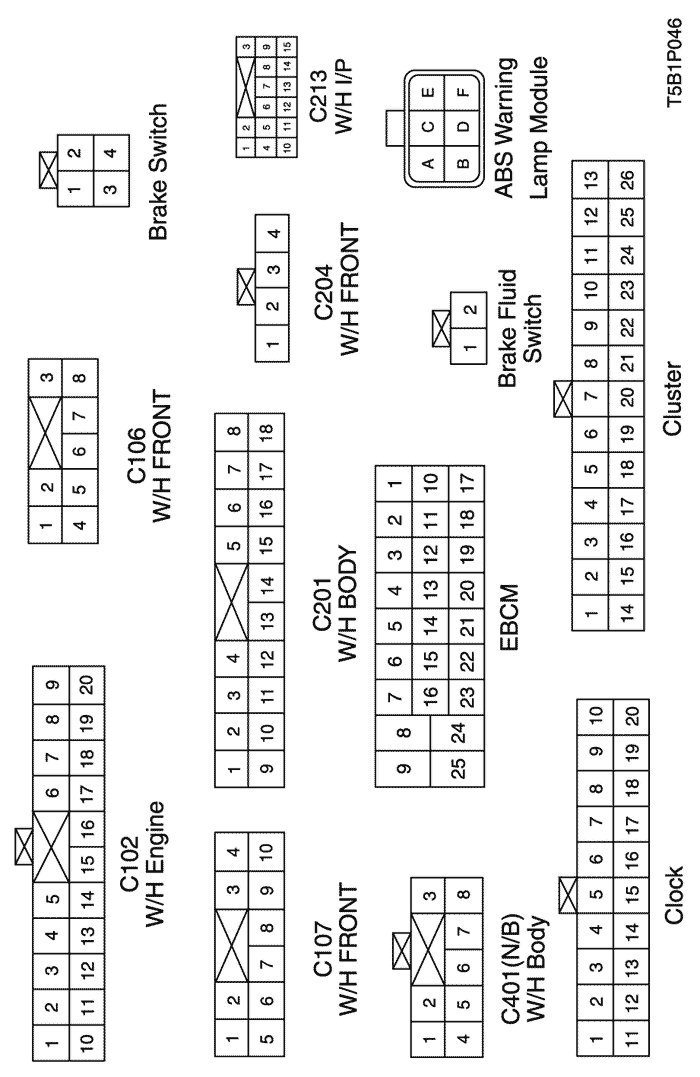 1 2 3 4 5 6 7 8 9
10 11 12 13 14 15 16 17 18 19 20
C102
W/H Engine
1 2 3
4 5 6 7 8
C106
W/H FRONT
1 2
3 4
Brake Switch
1 2 3 4
5 6 7 8 9 10
C107
W/H FRONT
1 2 3 4 5 6 7 8
9 10 11 12 13 14 15 16 17 18
C201
W/H BODY
1 2 3 4
C204
W/H FRONT
1 2 3
4 5 6 7 8 9
10 11 12 13 14 15
C213
W/H I/P
1 2 3
4 5 6 7 8
C401(N/B)
W/H Body
9 8 7 6 5 4 3 2 1
16 15 14 13 12 11 10
25 24 23 22 21 20 19 18 17
EBCM
1 2
Brake Fluid
Switch
A C E
B D F
ABS Warning
Lamp Module
1 2 3 4 5 6 7 8 9 10
11 12 13 14 15 16 17 18 19 20
Clock
1 2 3 4 5 6 7 8 9 10 11 12 13
14 15 16 17 18 19 20 21 22 23 24 25 26
Cluster
T5B1P046